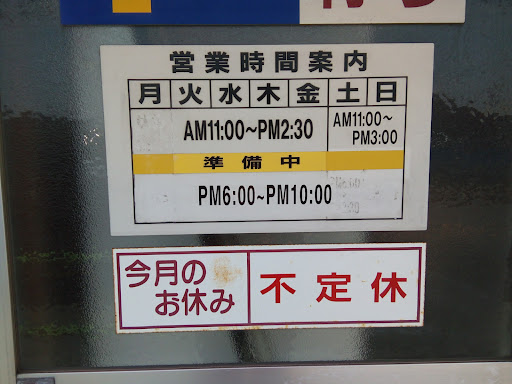 営業時間案内
月 火 水 木 金 土 日
AM11:00~PM2:30
AM11:00~
PM3:00
準備中
PM6:00~PM10:00
今月の
お休み
不定休